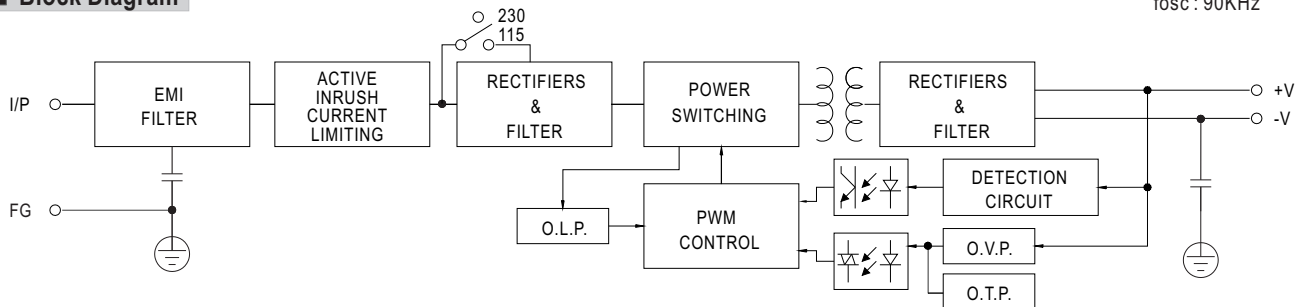 Block Diagram
fosc : 90KHz
230
115
I/P
EMI
FILTER
ACTIVE
INRUSH
CURRENT
LIMITING
RECTIFIERS
&
FILTER
POWER
SWITCHING
RECTIFIERS
&
FILTER
+V
-V
FG
O.L.P.
PWM
CONTROL
DETECTION
CIRCUIT
O.V.P.
O.T.P.